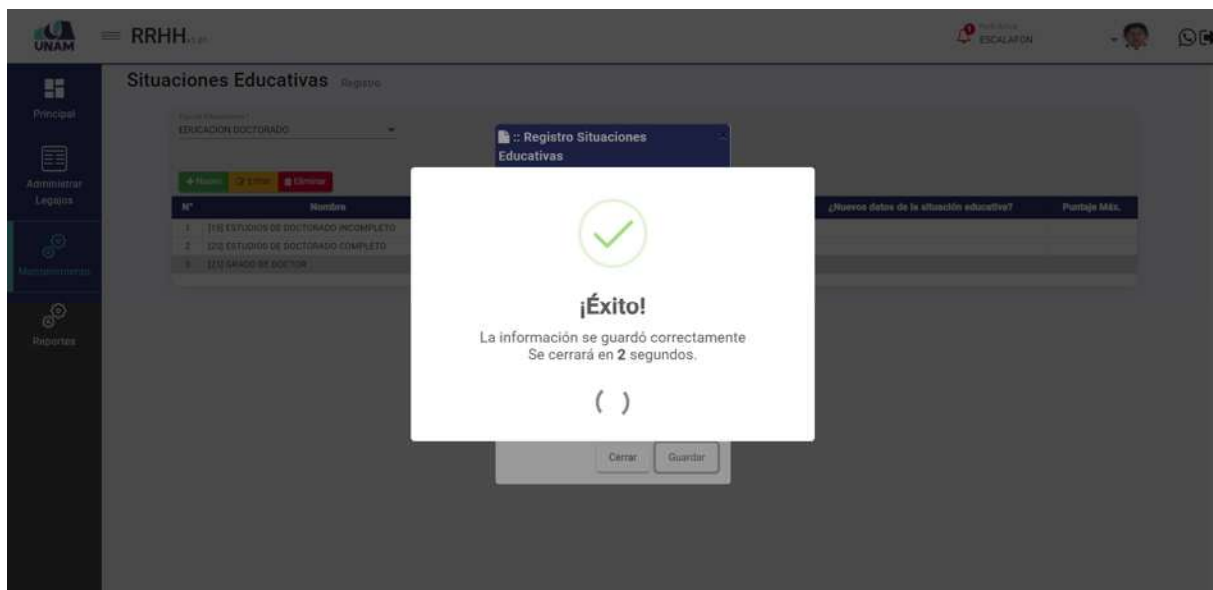 UNAM
RRHH
ESCALAFON
Situaciones Educativas Registro
Principal
EDUCACION DOCTORADO
:: Registro Situaciones
Educativas
Administrar
Legajos
Nuevo Editar Eliminar
N° Nombre ¿Nuevos datos de la situación educativa? Puntaje Máx.
1 [19] ESTUDIOS DE DOCTORADO INCOMPLETO
2 [20] ESTUDIOS DE DOCTORADO COMPLETO
3 [21] GRADO DE DOCTOR
Mantenimiento
¡Éxito!
Reportes
La información se guardó correctamente
Se cerrará en 2 segundos.
Cerrar Guardar